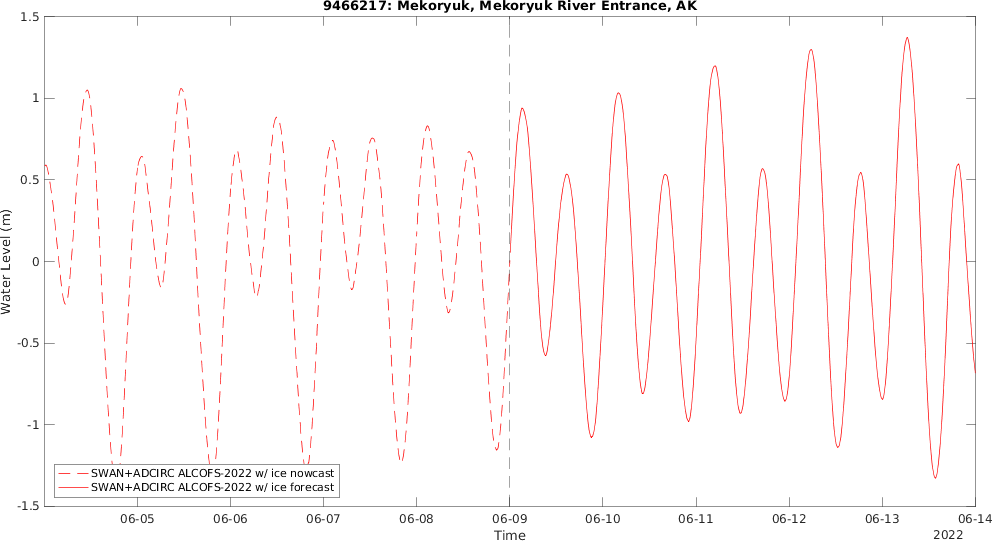 9466217: Mekoryuk, Mekoryuk River Entrance, AK
1.5
1
0.5
0
-0.5
-1
-1.5
Water Level (m)
SWAN+ADCIRC ALCOFS-2022 w/ ice nowcast
SWAN+ADCIRC ALCOFS-2022 w/ ice forecast
06-05 06-06 06-07 06-08 06-09 06-10 06-11 06-12 06-13 06-14
Time
2022